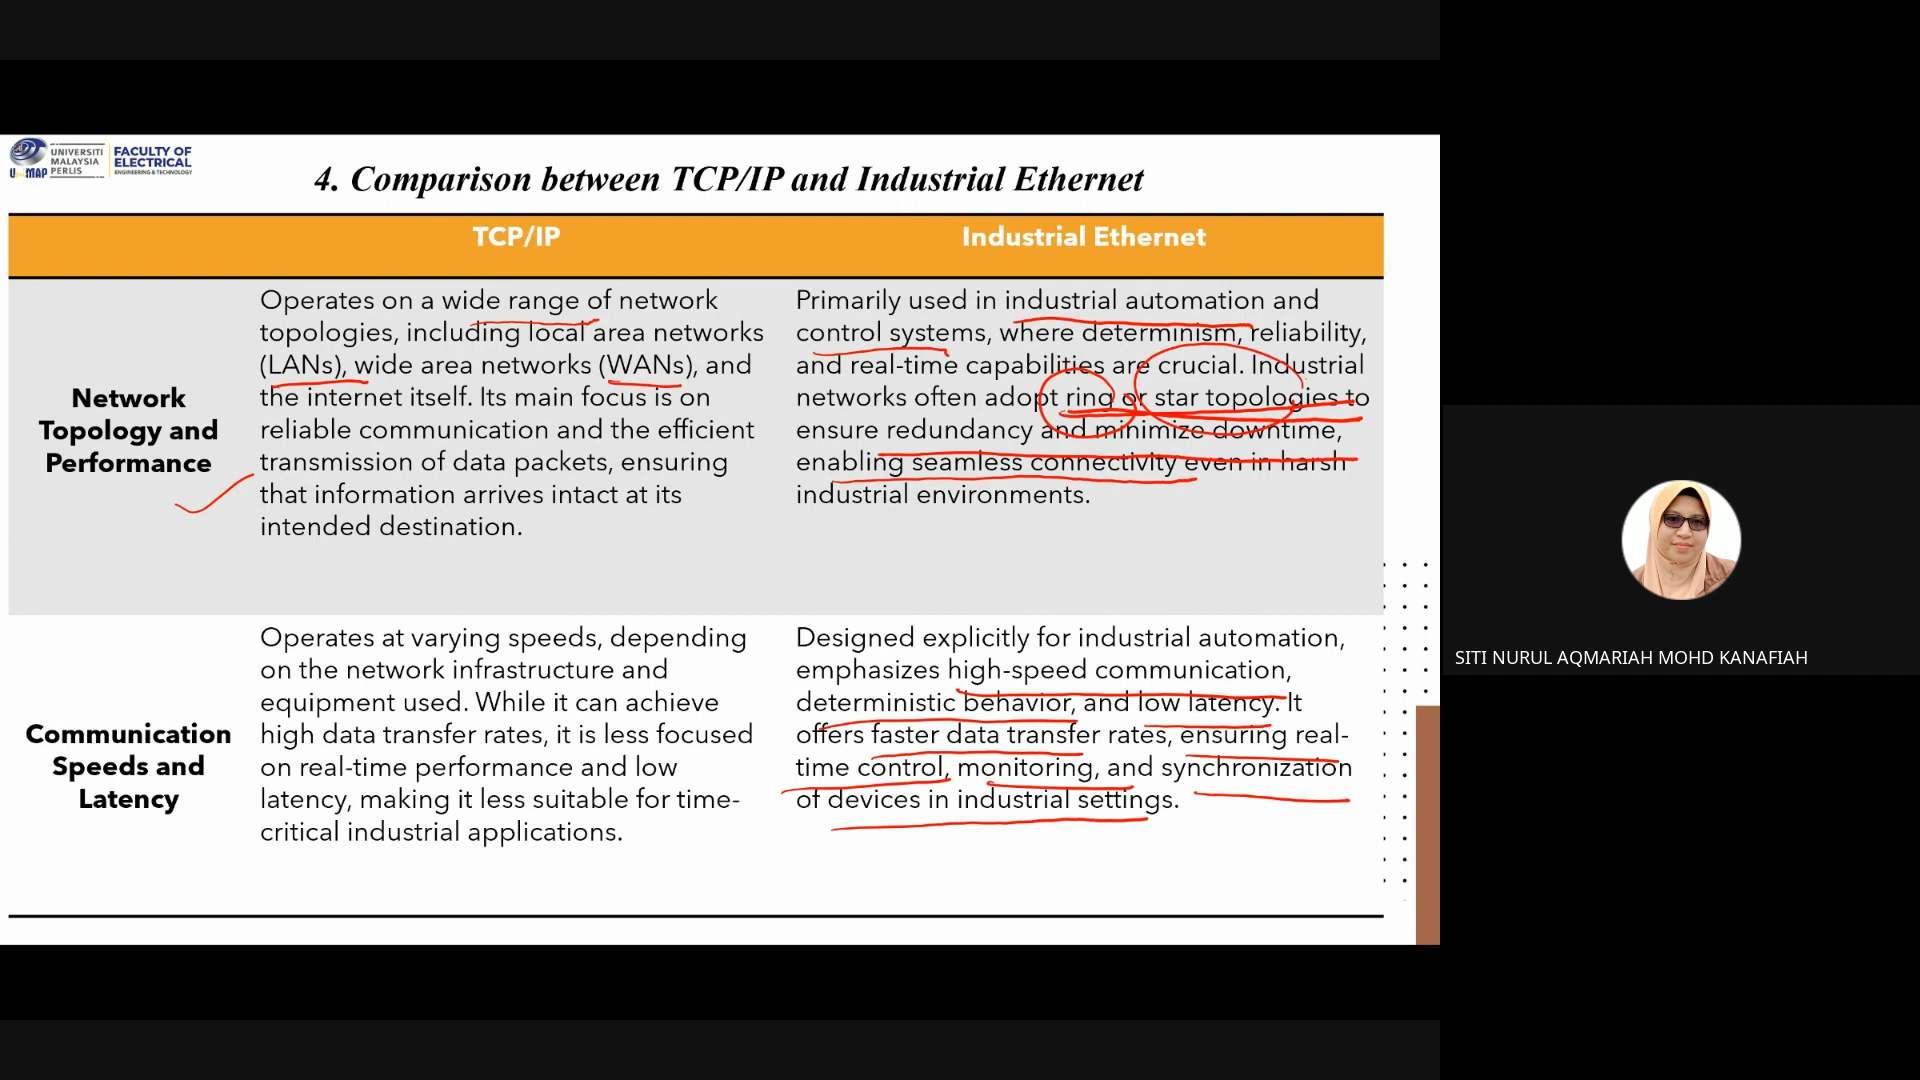 UNIVERSITI
MALAYSIA
PERLIS
UniMAP
FACULTY OF
ELECTRICAL
ENGINEERING & TECHNOLOGY
4. Comparison between TCP/IP and Industrial Ethernet
TCP/IP
Industrial Ethernet
Network
Topology and
Performance
Operates on a wide range of network
topologies, including local area networks
(LANs), wide area networks (WANs), and
the internet itself. Its main focus is on
reliable communication and the efficient
transmission of data packets, ensuring
that information arrives intact at its
intended destination.
Primarily used in industrial automation and
control systems, where determinism, reliability,
and real-time capabilities are crucial. Industrial
networks often adopt ring or star topologies to
ensure redundancy and minimize downtime,
enabling seamless connectivity even in harsh
industrial environments.
Communication
Speeds and
Latency
Operates at varying speeds, depending
on the network infrastructure and
equipment used. While it can achieve
high data transfer rates, it is less focused
on real-time performance and low
latency, making it less suitable for time-
critical industrial applications.
Designed explicitly for industrial automation,
emphasizes high-speed communication,
deterministic behavior, and low latency. It
offers faster data transfer rates, ensuring real-
time control, monitoring, and synchronization
of devices in industrial settings.
SITI NURUL AQMARIAH MOHD KANAFIAH